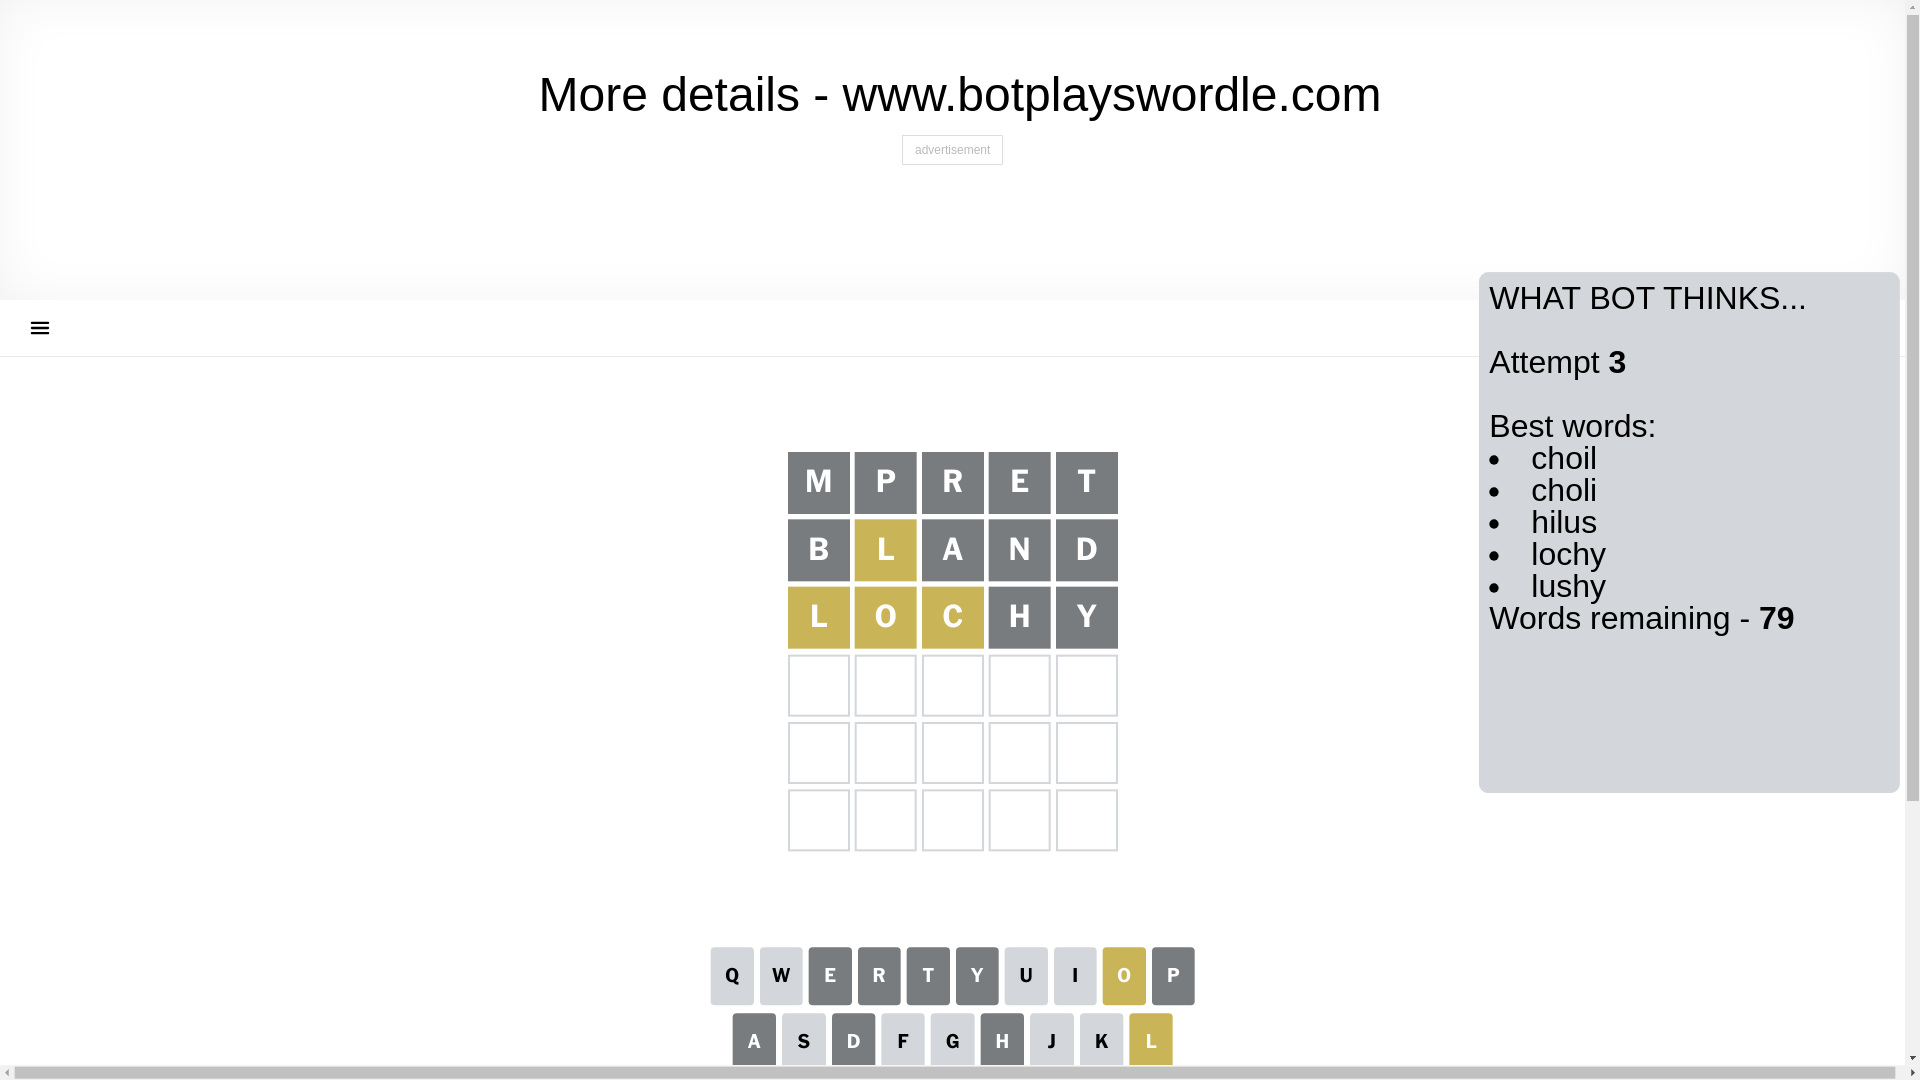 More details - www.botplayswordle.com
advertisement
WHAT BOT THINKS...
Attempt 3
Best words:
choil
choli
hilus
lochy
lushy
Words remaining - 79
M P R E T
B L A N D
L O C H Y
Q W E R T Y U I O P
A S D F G H J K L